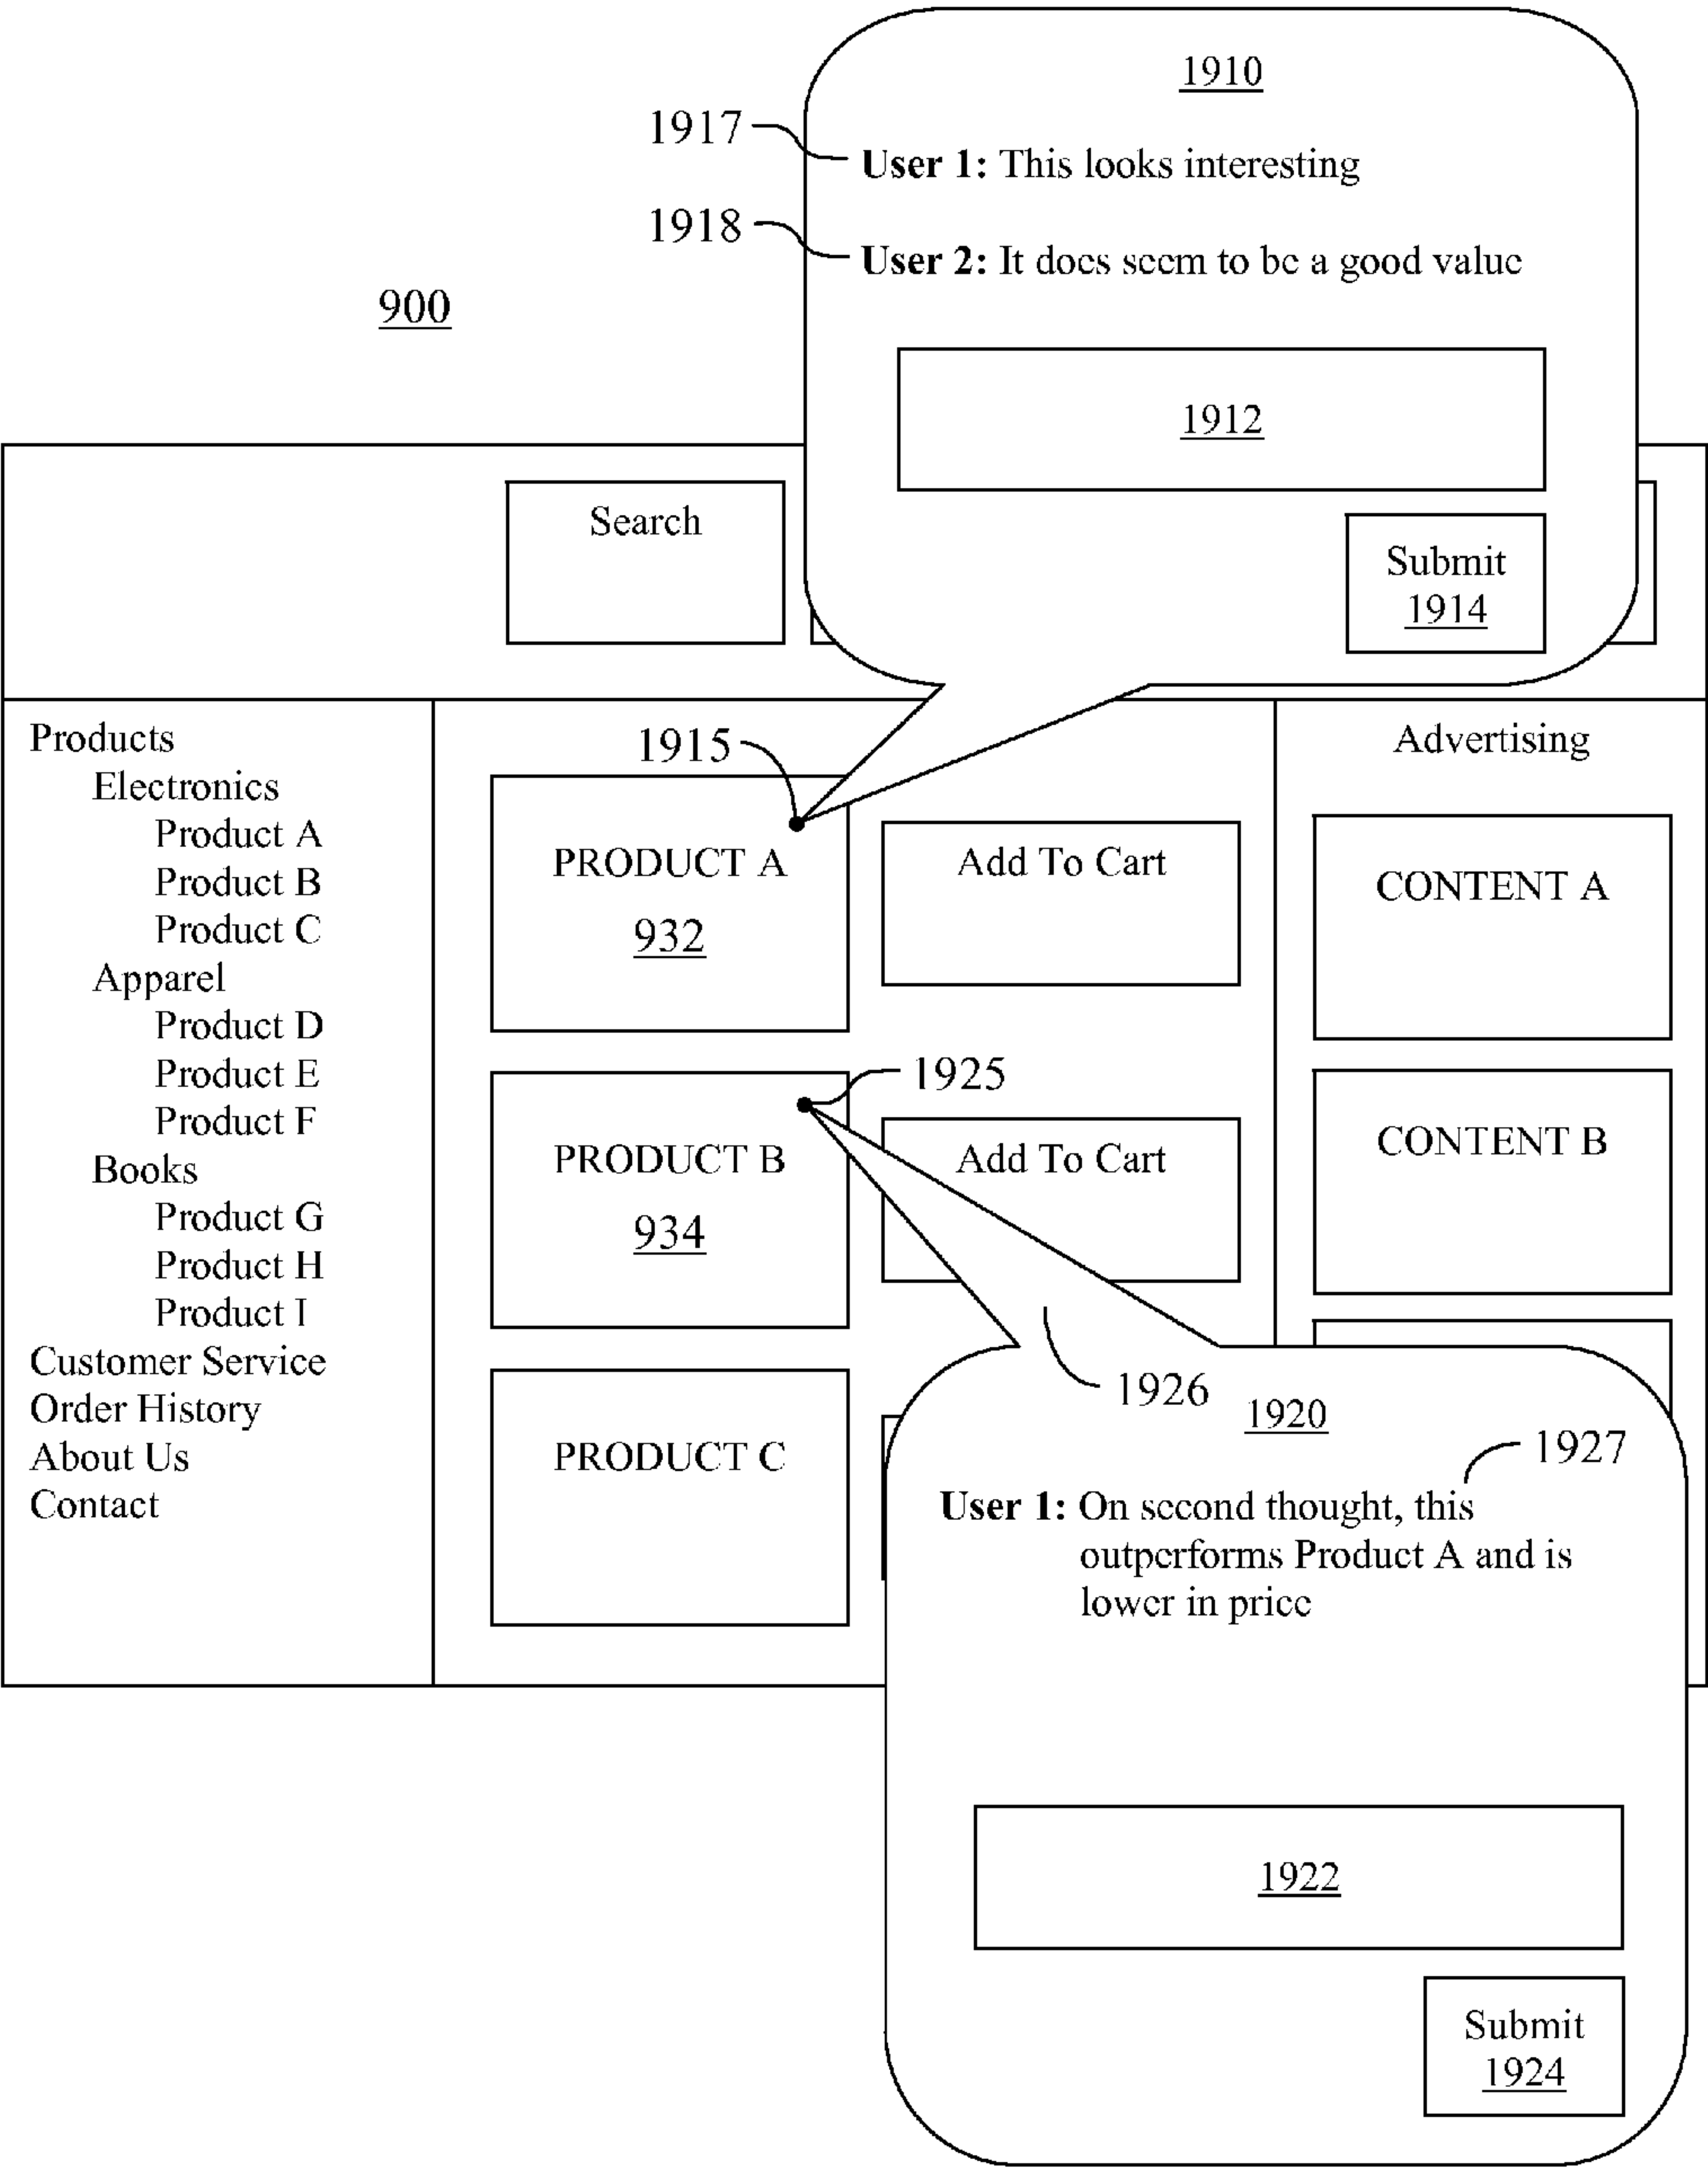 1910
1917
User 1: This looks interesting
1918
User 2: It does seem to be a good value
900
1912
Search
Submit
1914
Products
Electronics
Product A
Product B
Product C
Apparel
Product D
Product E
Product F
Books
Product G
Product H
Product I
Customer Service
Order History
About Us
Contact
1915
PRODUCT A
932
Add To Cart
1925
PRODUCT B
934
Add To Cart
PRODUCT C
Advertising
CONTENT A
CONTENT B
1926
1920
1927
User 1: On second thought, this
outperforms Product A and is
lower in price
1922
Submit
1924